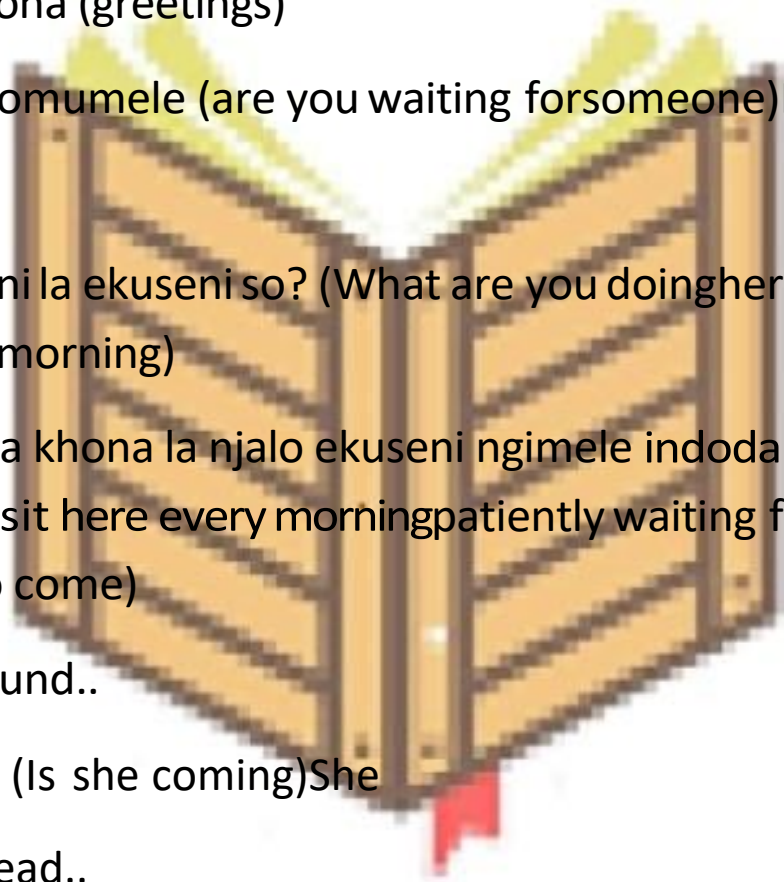 ona (greetings)
omumele (are you waiting forsomeone)
ni la ekuseni so? (What are you doingher
morning)
a khona la njalo ekuseni ngimele indoda
sit here every morningpatiently waiting f
o come)
und..
(Is she coming)She
ead..